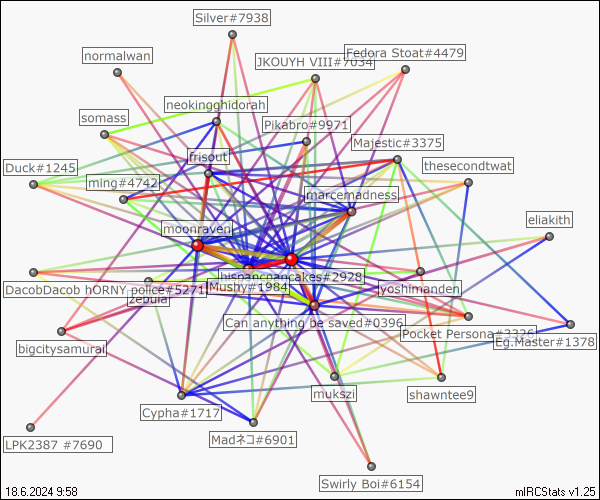 Silver#7938
normalwan
Fedora Stoat#4479
JKOUYH VIII#7034
neokingghidorah
somass
Pikabro#9971
Majestic#3375
frisout
Duck#1245
thesecondtwat
ming#4742
marcemadness
eliakith
moonraven
pancakes#2928
DacobDacob hORNY police#5271
Mushy#1984
yoshimanden
zebula
Can anything be saved#0396
Pocket Persona#3326
Eg.Master#1378
bigcitysamurai
mukszi
shawntee9
Cypha#1717
Madネコ#6901
LPK2387 #7690
Swirly Boi#6154
18.6.2024 9:58
mIRCStats v1.25